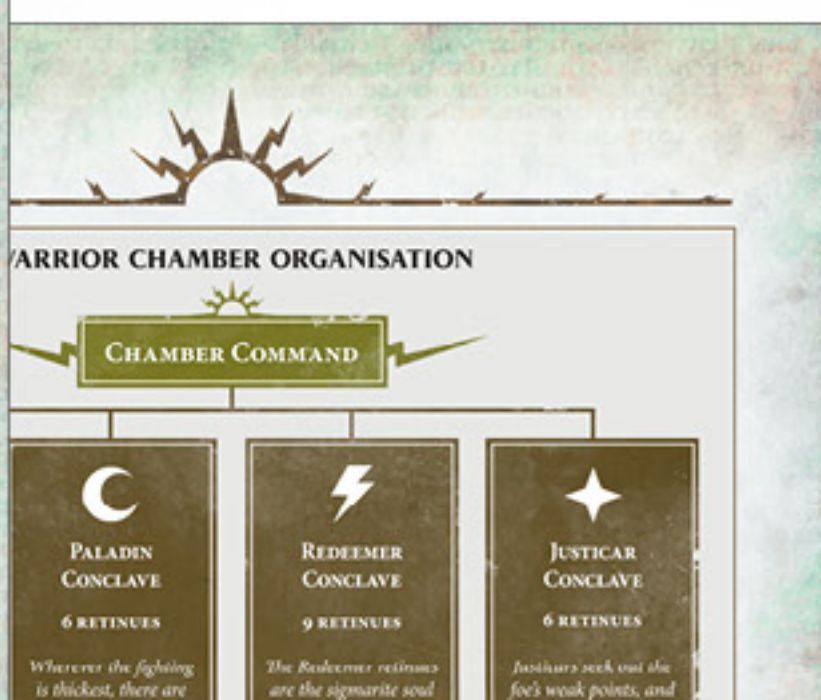 ARRIOR CHAMBER ORGANISATION
CHAMBER COMMAND
PALADIN
CONCLAVE
6 RETINUES
Wherever the fighting
is thickest, there are
REDEEMER
CONCLAVE
9 RETINUES
The Redeemer retinues
are the sigmarite soul
JUSTICAR
CONCLAVE
6 RETINUES
Justicars seek out the
foe's weak points, and